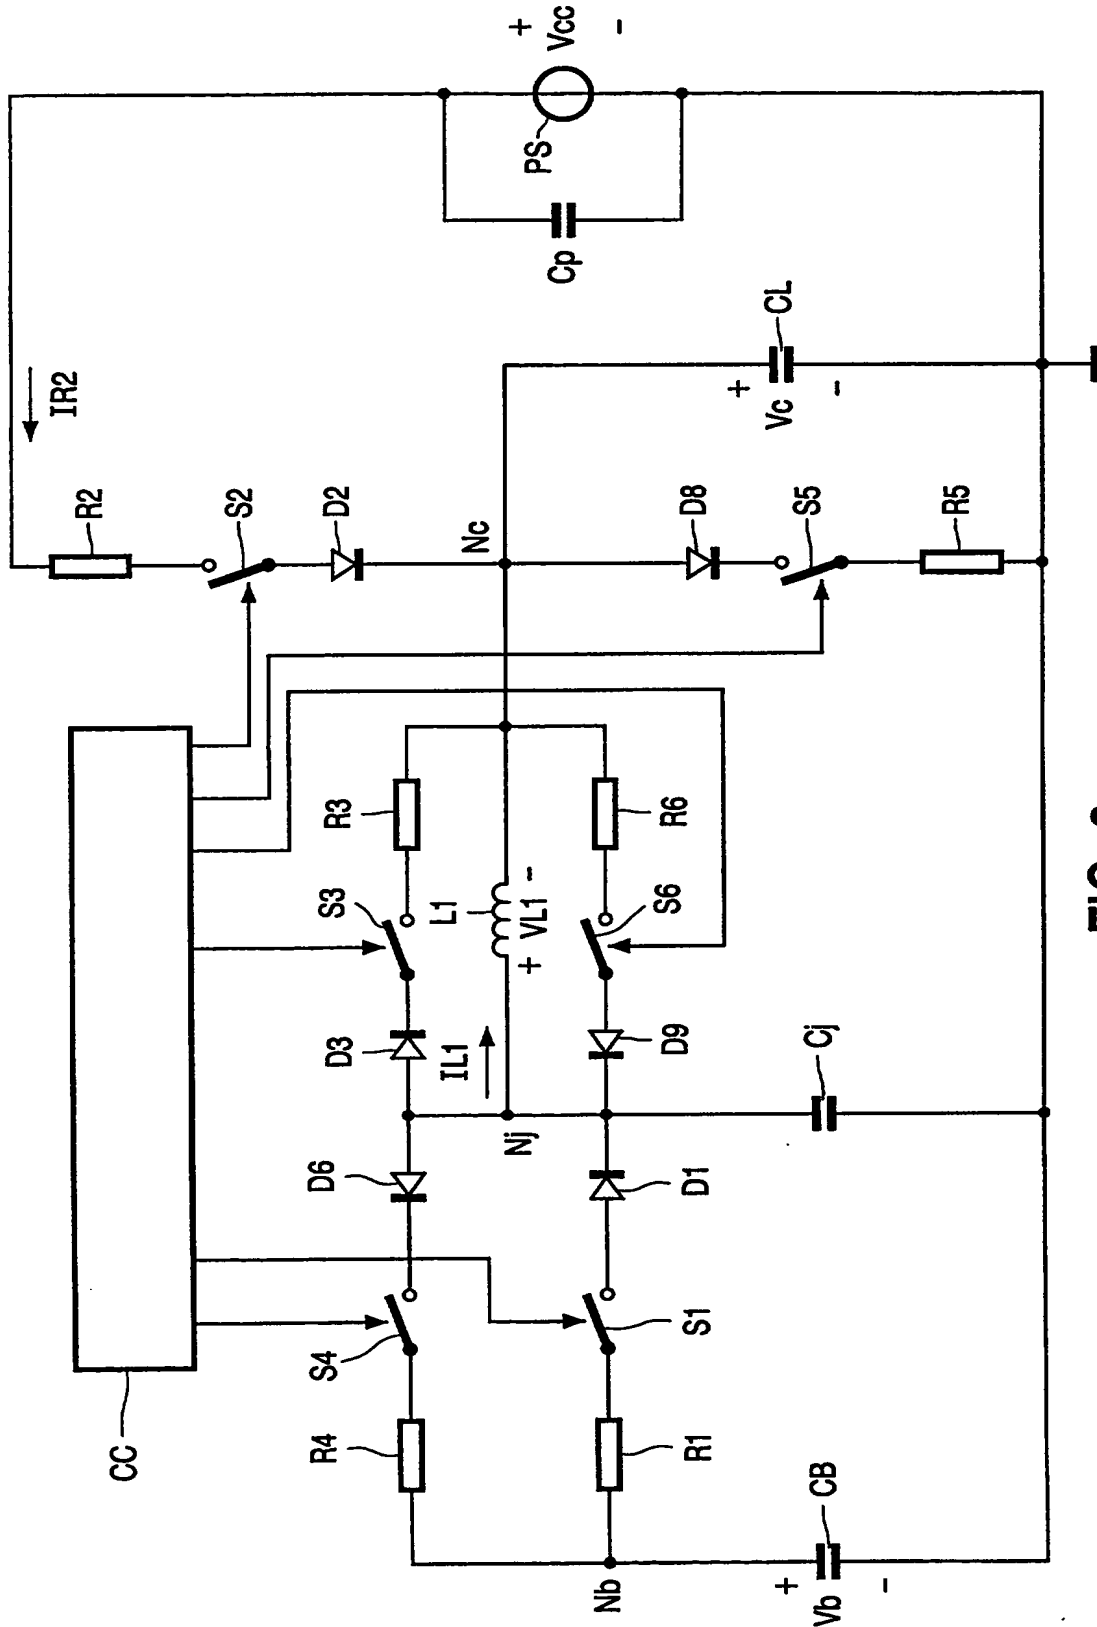 CC
R2
IR2
S2
D2
Nc
D8
S5
R5
+
Vc
-
CL
Cp
PS
+
Vcc
-
S3
R3
D3
L1
+ VL1 -
IL1
S6
R6
D9
Nj
Cj
D6
S4
R4
D1
S1
R1
Nb
+
Vb
-
CB